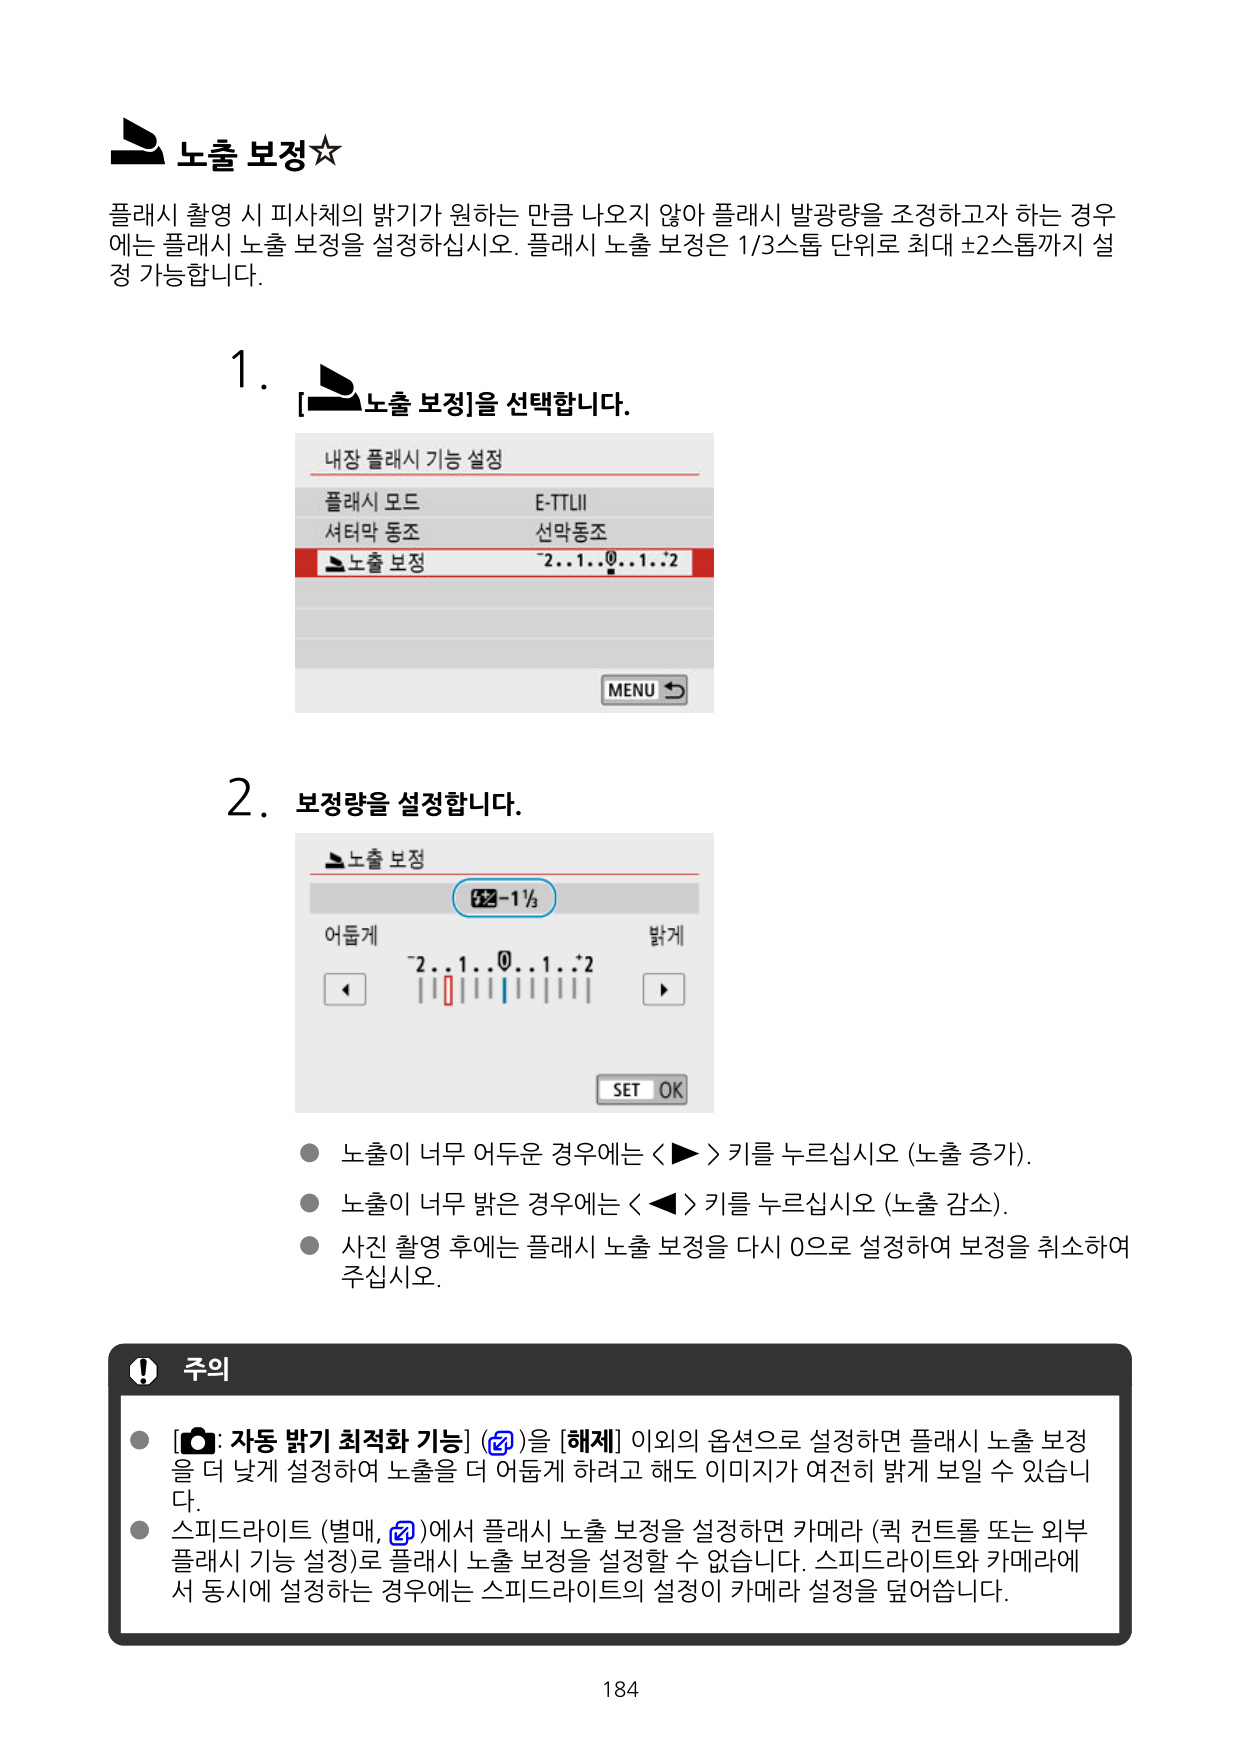 노출 보정☆
플래시 촬영 시 피사체의 밝기가 원하는 만큼 나오지 않아 플래시 발광량을 조정하고자 하는 경우
에는 플래시 노출 보정을 설정하십시오. 플래시 노출 보정은 1/3스톱 단위로 최대 ±2스톱까지 설
정 가능합니다.
1.
[노출 보정]을 선택합니다.
내장 플래시 기능 설정
플래시 모드 E-TTLII
셔터막 동조 선막동조
노출 보정 -2..1..0..1..+2
MENU
2. 보정량을 설정합니다.
노출 보정
-1⅓
어둡게 밝게
-2..1..0..1..+2
SET OK
● 노출이 너무 어두운 경우에는 < ▶ > 키를 누르십시오 (노출 증가).
● 노출이 너무 밝은 경우에는 < ◀ > 키를 누르십시오 (노출 감소).
● 사진 촬영 후에는 플래시 노출 보정을 다시 0으로 설정하여 보정을 취소하여
주십시오.
주의
● [: 자동 밝기 최적화 기능] ()을 [해제] 이외의 옵션으로 설정하면 플래시 노출 보정
을 더 낮게 설정하여 노출을 더 어둡게 하려고 해도 이미지가 여전히 밝게 보일 수 있습니
다.
● 스피드라이트 (별매, )에서 플래시 노출 보정을 설정하면 카메라 (퀵 컨트롤 또는 외부
플래시 기능 설정)로 플래시 노출 보정을 설정할 수 없습니다. 스피드라이트와 카메라에
서 동시에 설정하는 경우에는 스피드라이트의 설정이 카메라 설정을 덮어씁니다.
184